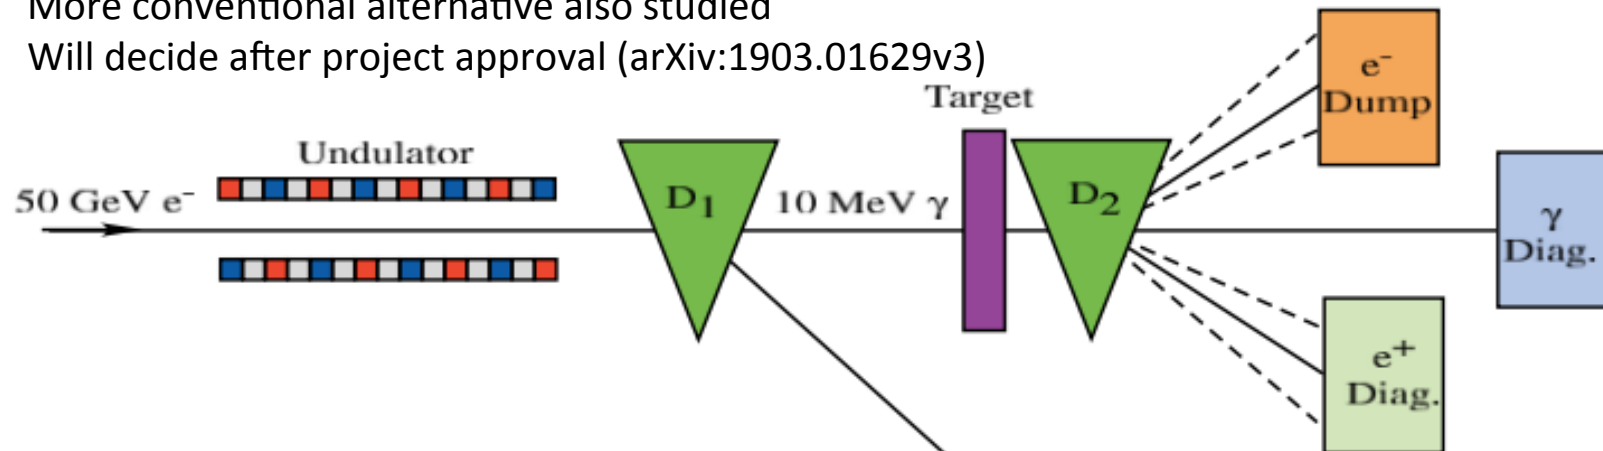 More conventional alternative also studied
Will decide after project approval (arXiv:1903.01629v3)
Target
Undulator
50 GeV e⁻
D₁
10 MeV γ
D₂
e⁻
Dump
γ
Diag.
e⁺
Diag.